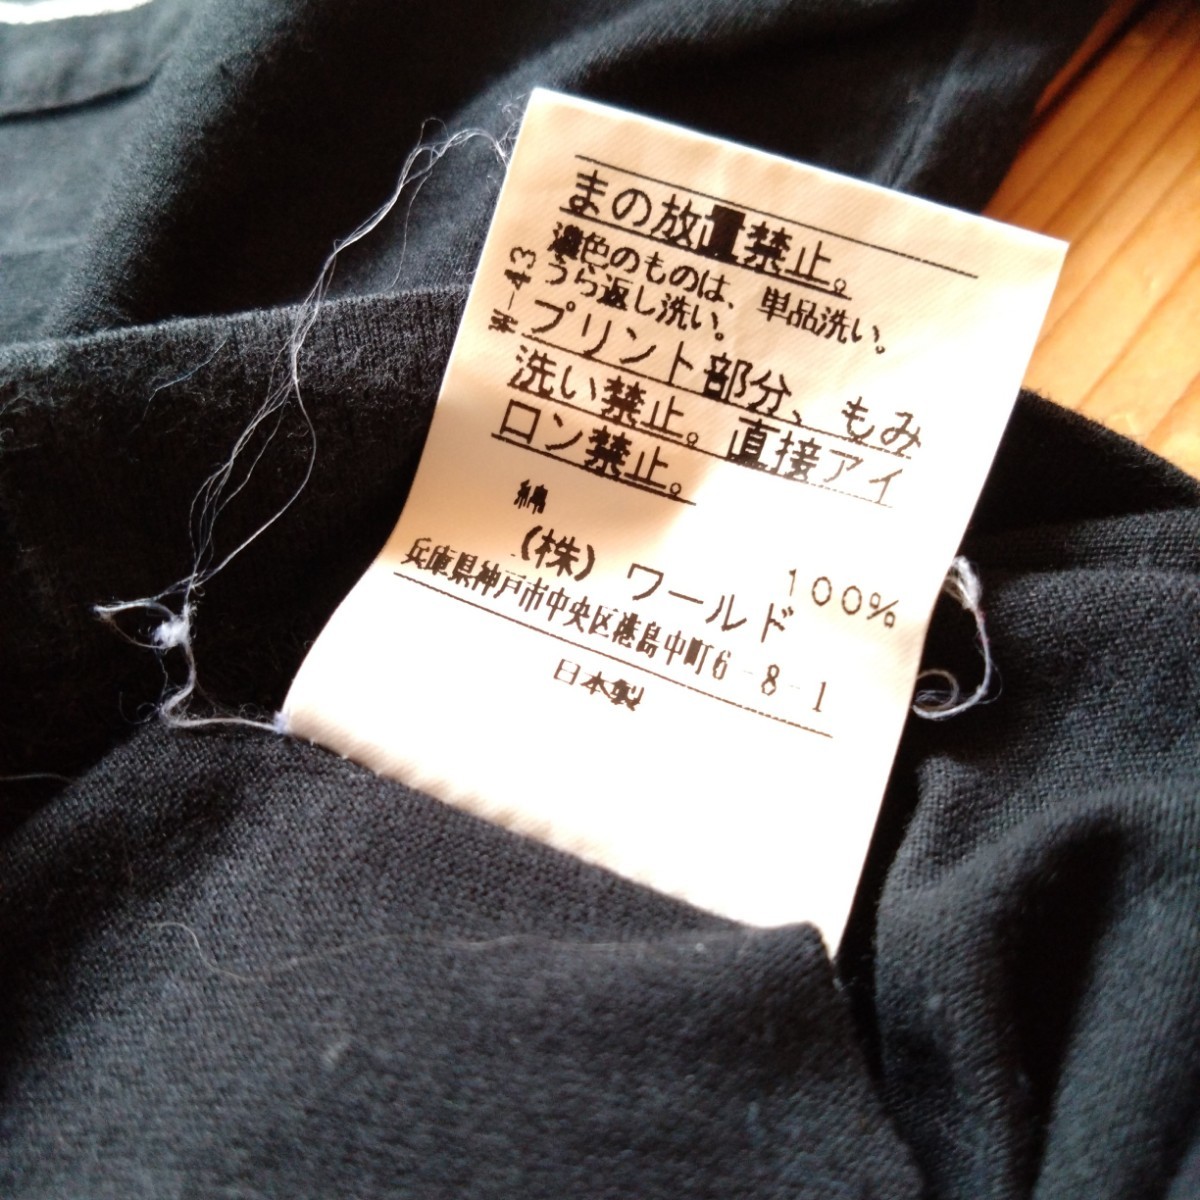 まの放置禁止。
濃色のものは、単品洗い。
うら返し洗い。
-43
プリント部分、もみ
洗い禁止。直接アイ
ロン禁止。
綿 100%
(株) ワールド
兵庫県神戸市中央区港島中町6-8-1
日本製